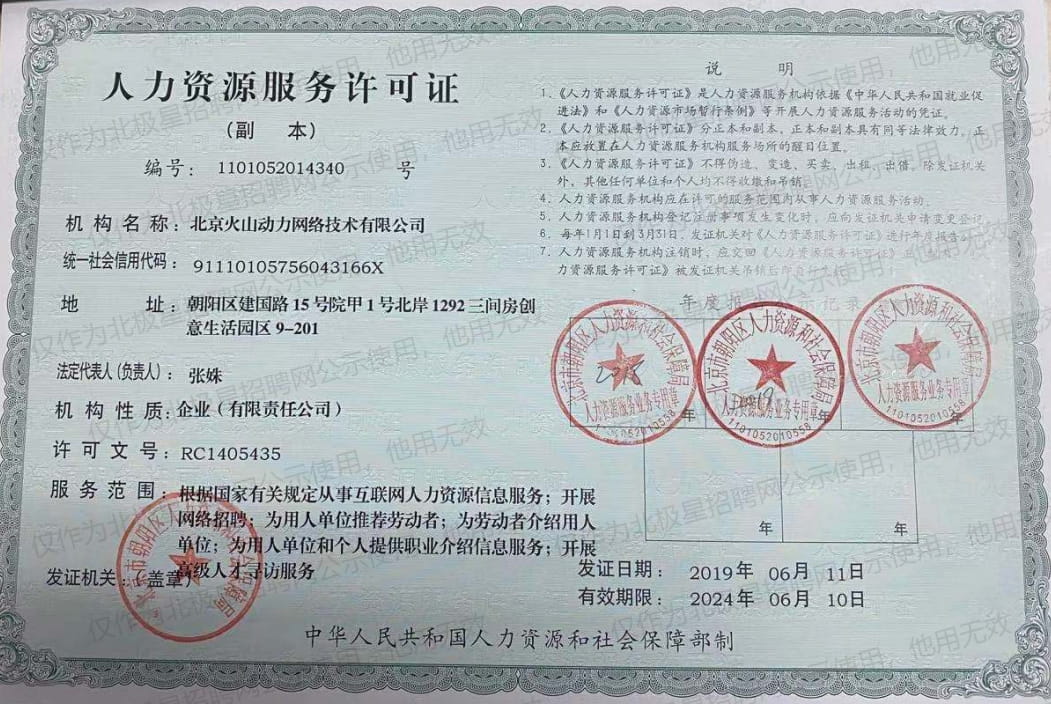 人力资源服务许可证
（副 本）
编号： 1101052014340 号
机构名称：北京火山动力网络技术有限公司
统一社会信用代码：91110105756043166X
地 址：朝阳区建国路15号院甲1号北岸1292三间房创
意生活园区9-201
法定代表人（负责人）：张姝
机构性质：企业（有限责任公司）
许可文号：RC1405435
服务范围：根据国家有关规定从事互联网人力资源信息服务；开展
网络招聘；为用人单位推荐劳动者；为劳动者介绍用人
单位；为用人单位和个人提供职业介绍信息服务；开展
高级人才寻访服务
发证机关：（盖章）
北京市朝阳区人力资源和社会保障局
说 明
1、《人力资源服务许可证》是人力资源服务机构依据《中华人民共和国就业促
进法》和《人力资源市场暂行条例》等开展人力资源服务活动的凭证。
2、《人力资源服务许可证》分正本和副本，正本和副本具有同等法律效力，正
本应放置在人力资源服务机构服务场所的醒目位置。
3、《人力资源服务许可证》不得伪造、变造、买卖、出租、出借。除发证机关
外，其他任何单位和个人均不得收缴和吊销。
4、人力资源服务机构应在许可的服务范围内从事人力资源服务活动。
5、人力资源服务机构登记注册事项发生变化时，应向发证机关申请变更登记
6、每年1月1日到3月31日，发证机关对《人力资源服务许可证》进行年度报告公
7、人力资源服务机构注销时，应交回《人力资源服务许可证》
力资源服务许可证》被发证机关吊销后即自行失效
年度报 示记录
北京市朝阳区人力资源和社会保障局
人力资源服务业务专用章
1101052010558
年
北京市朝阳区人力资源和社会保障局
2019
人力资源服务业务专用章
1101052010558
年
北京市朝阳区人力资源和社会保障局
人力资源服务业务专用章
1101052010558
年
年
年
发证日期： 2019年 06月 11日
有效期限： 2024年 06月 10日
中华人民共和国人力资源和社会保障部制
仅作为北极星招聘网公示使用，他用无效